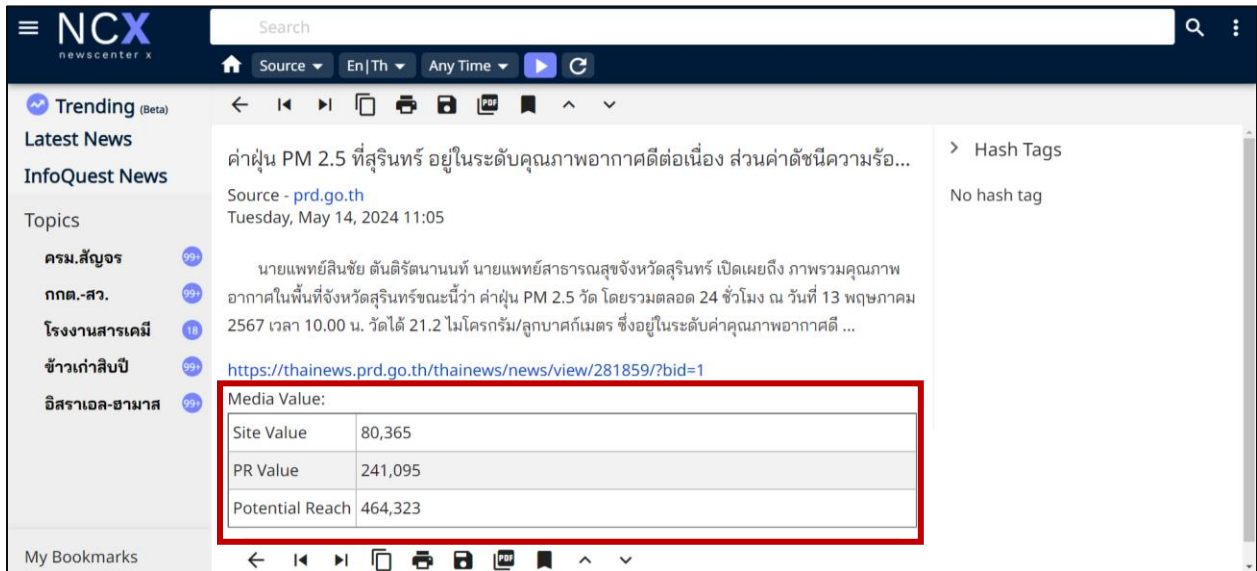 NCX
newscenter x
Search
Source
En|Th
Any Time
Trending (Beta)
Latest News
InfoQuest News
Topics
ครม.สัญจร 99+
กกต.-สว. 99+
โรงงานสารเคมี 18
ข้าวเก่าสิบปี 99+
อิสราเอล-ฮามาส 99+
My Bookmarks
PDF
ค่าฝุ่น PM 2.5 ที่สุรินทร์ อยู่ในระดับคุณภาพอากาศดีต่อเนื่อง ส่วนค่าดัชนีความร้อ...
Source - prd.go.th
Tuesday, May 14, 2024 11:05
นายแพทย์สินชัย ตันติรัตนานนท์ นายแพทย์สาธารณสุขจังหวัดสุรินทร์ เปิดเผยถึง ภาพรวมคุณภาพ
อากาศในพื้นที่จังหวัดสุรินทร์ขณะนี้ว่า ค่าฝุ่น PM 2.5 วัด โดยรวมตลอด 24 ชั่วโมง ณ วันที่ 13 พฤษภาคม
2567 เวลา 10.00 น. วัดได้ 21.2 ไมโครกรัม/ลูกบาศก์เมตร ซึ่งอยู่ในระดับค่าคุณภาพอากาศดี ...
https://thainews.prd.go.th/thainews/news/view/281859/?bid=1
Media Value:
Site Value 80,365
PR Value 241,095
Potential Reach 464,323
PDF
Hash Tags
No hash tag